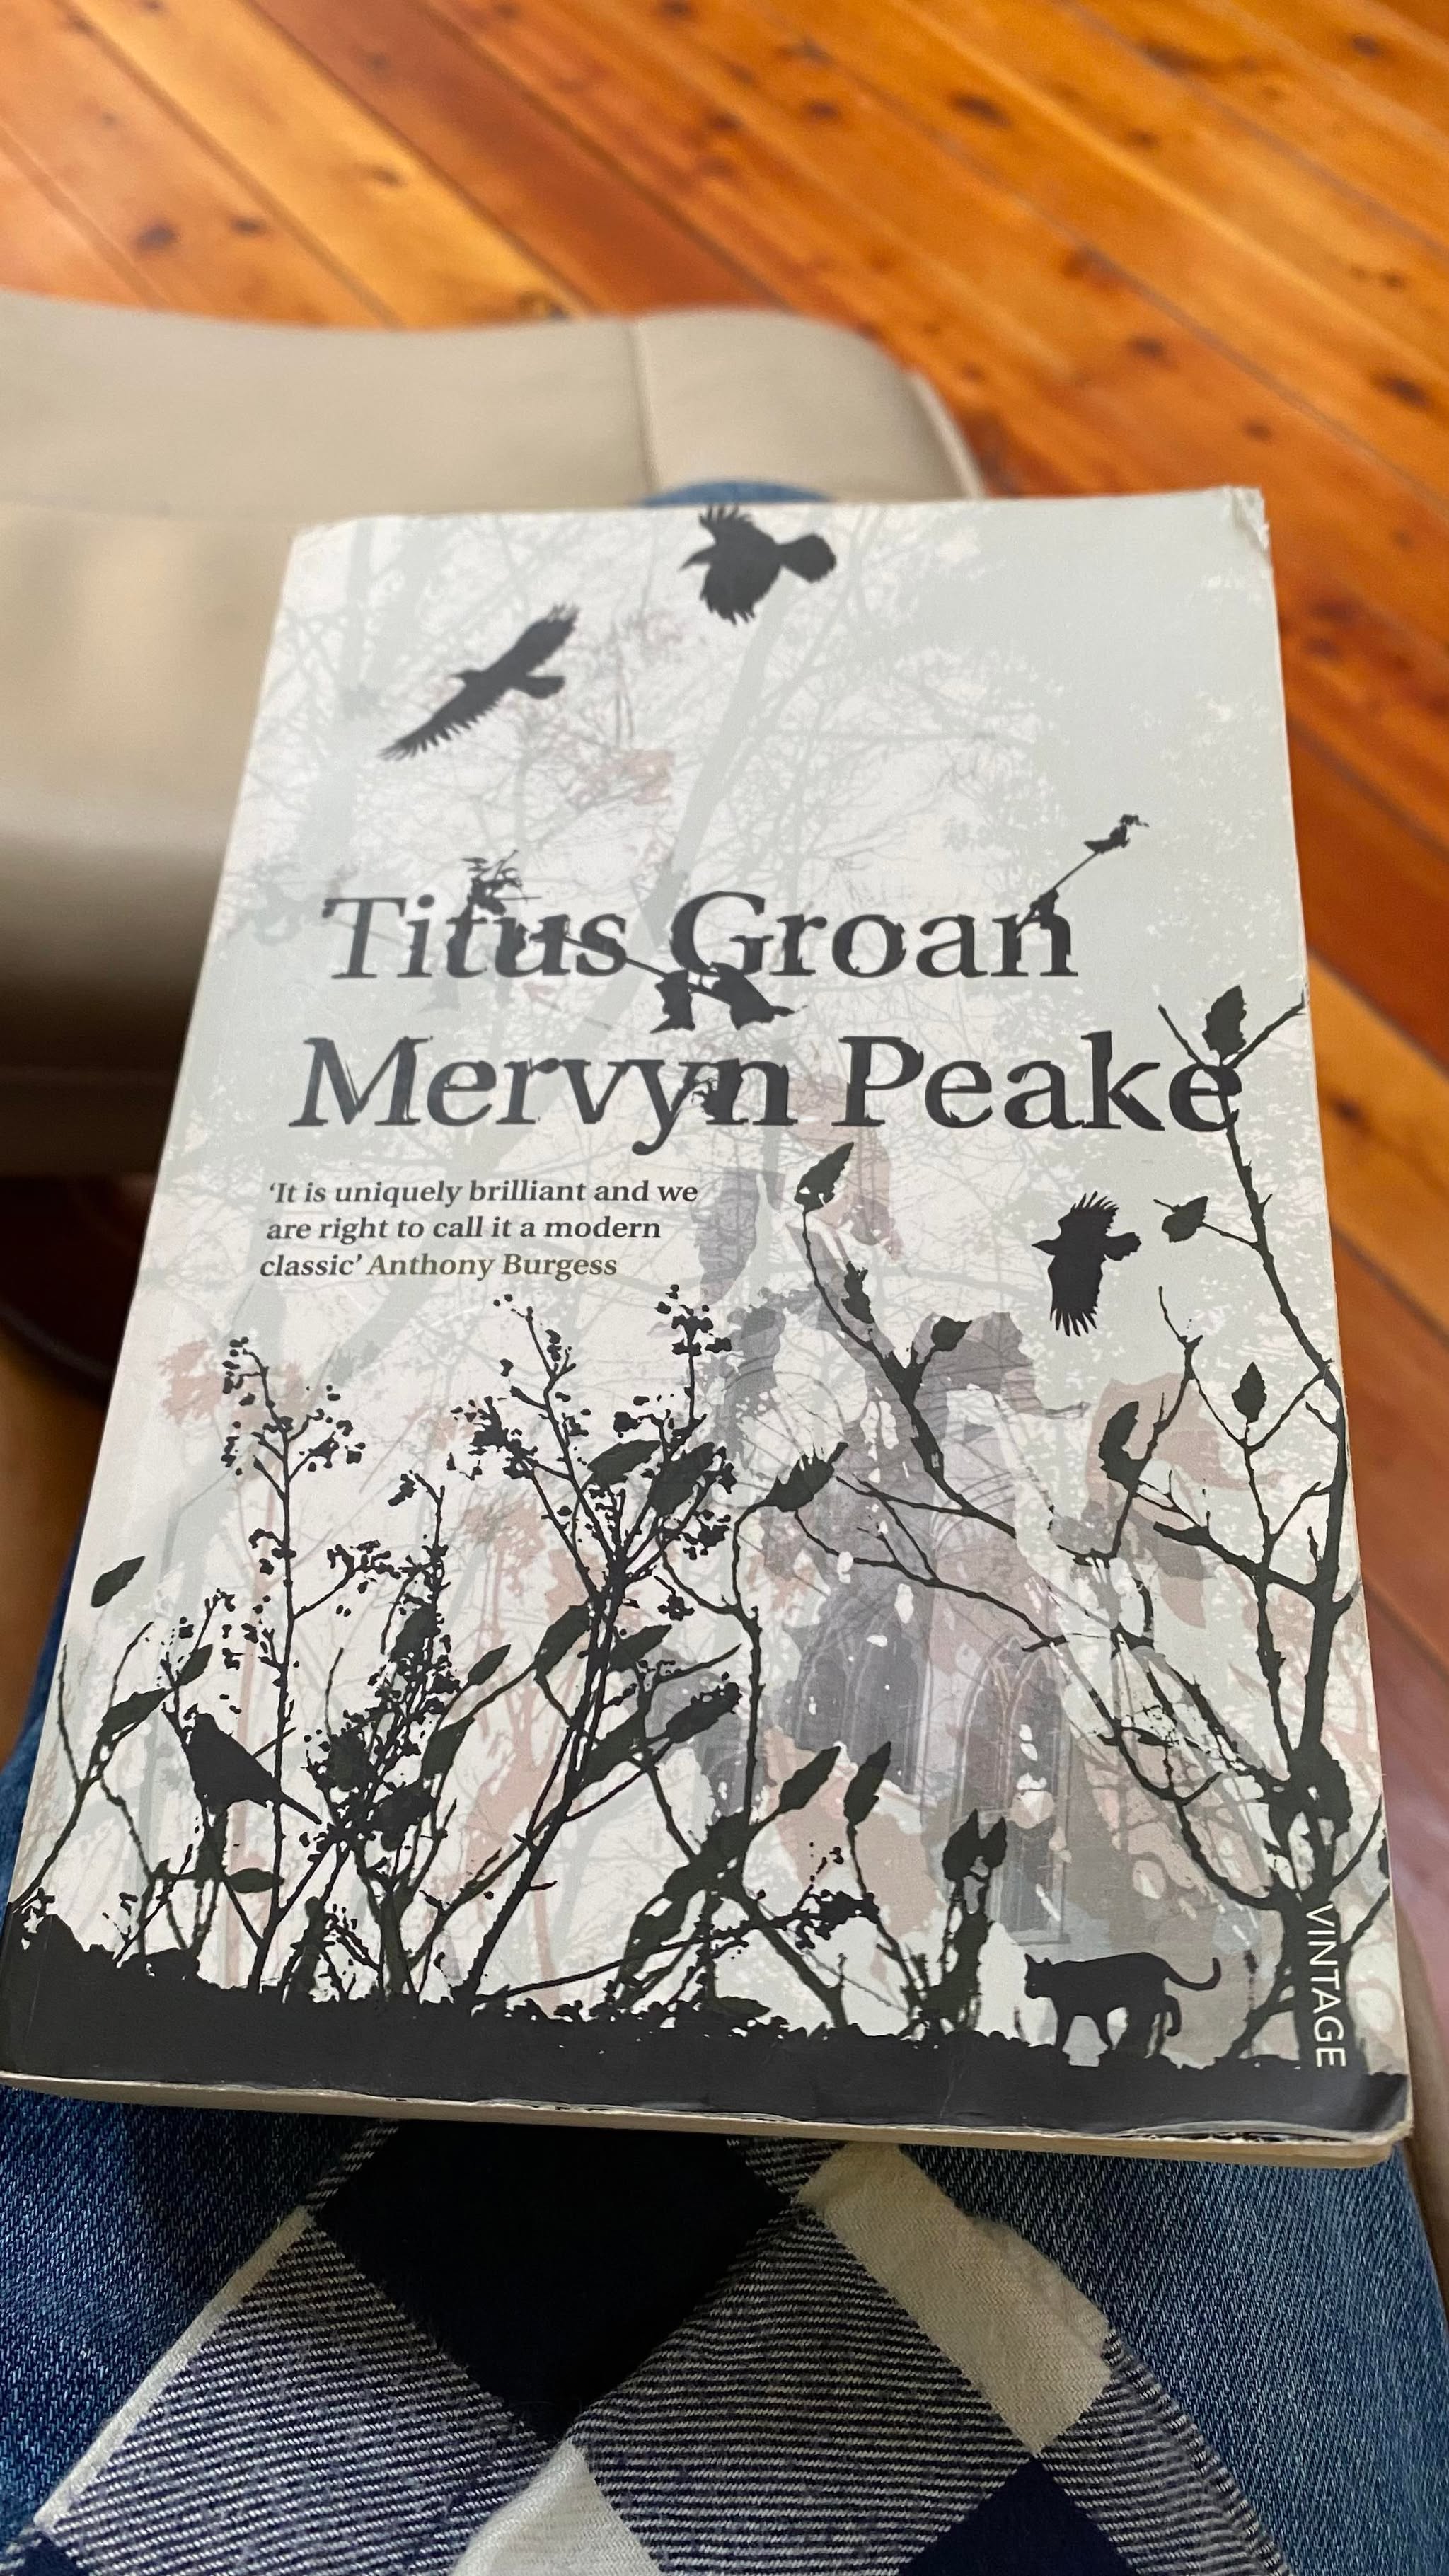 Titus Groan
Mervyn Peake
‘It is uniquely brilliant and we
are right to call it a modern
classic’ Anthony Burgess
VINTAGE